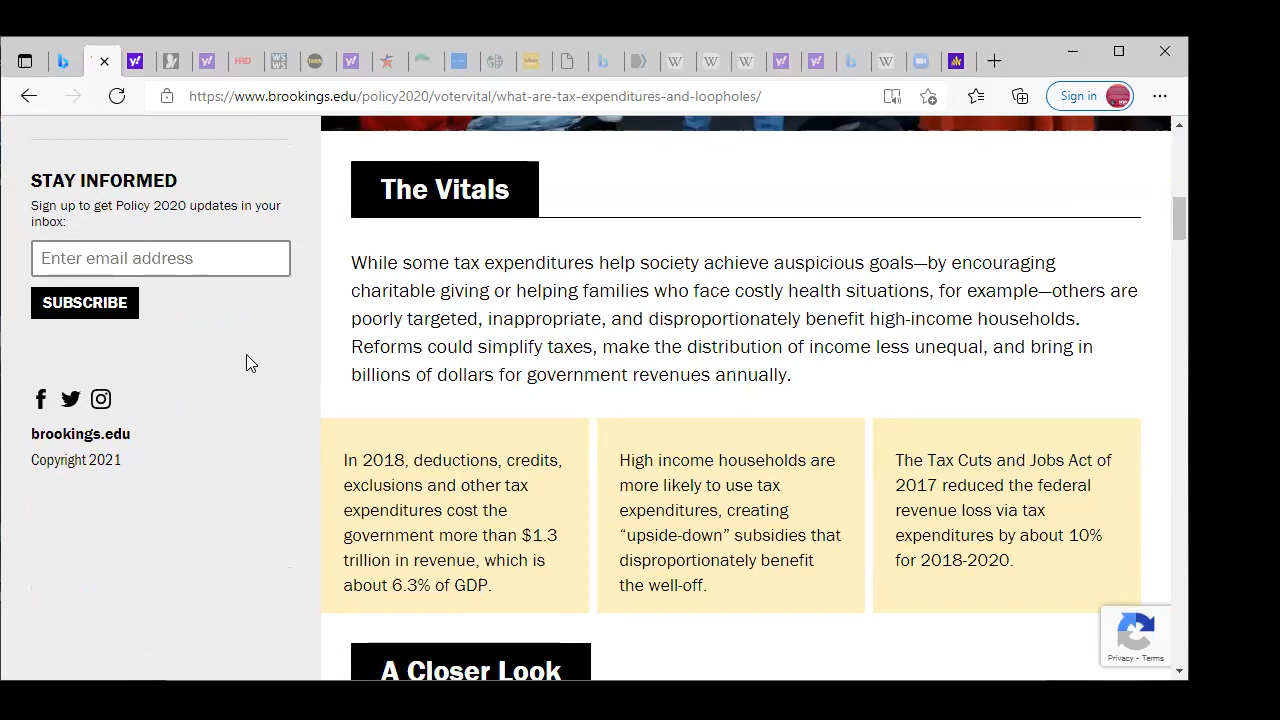 https://www.brookings.edu/policy2020/votervital/what-are-tax-expenditures-and-loopholes/
Sign in
STAY INFORMED
Sign up to get Policy 2020 updates in your
inbox:
Enter email address
SUBSCRIBE
brookings.edu
Copyright 2021
The Vitals
While some tax expenditures help society achieve auspicious goals—by encouraging
charitable giving or helping families who face costly health situations, for example—others are
poorly targeted, inappropriate, and disproportionately benefit high-income households.
Reforms could simplify taxes, make the distribution of income less unequal, and bring in
billions of dollars for government revenues annually.
In 2018, deductions, credits,
exclusions and other tax
expenditures cost the
government more than $1.3
trillion in revenue, which is
about 6.3% of GDP.
High income households are
more likely to use tax
expenditures, creating
“upside-down” subsidies that
disproportionately benefit
the well-off.
The Tax Cuts and Jobs Act of
2017 reduced the federal
revenue loss via tax
expenditures by about 10%
for 2018-2020.
Privacy - Terms
A Closer Look